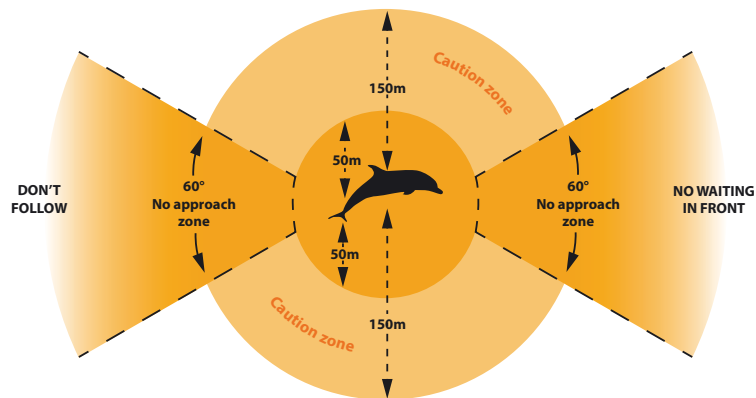 Caution zone
150m
50m
DON'T
FOLLOW
60°
No approach
zone
60°
No approach
zone
NO WAITING
IN FRONT
50m
Caution zone
150m